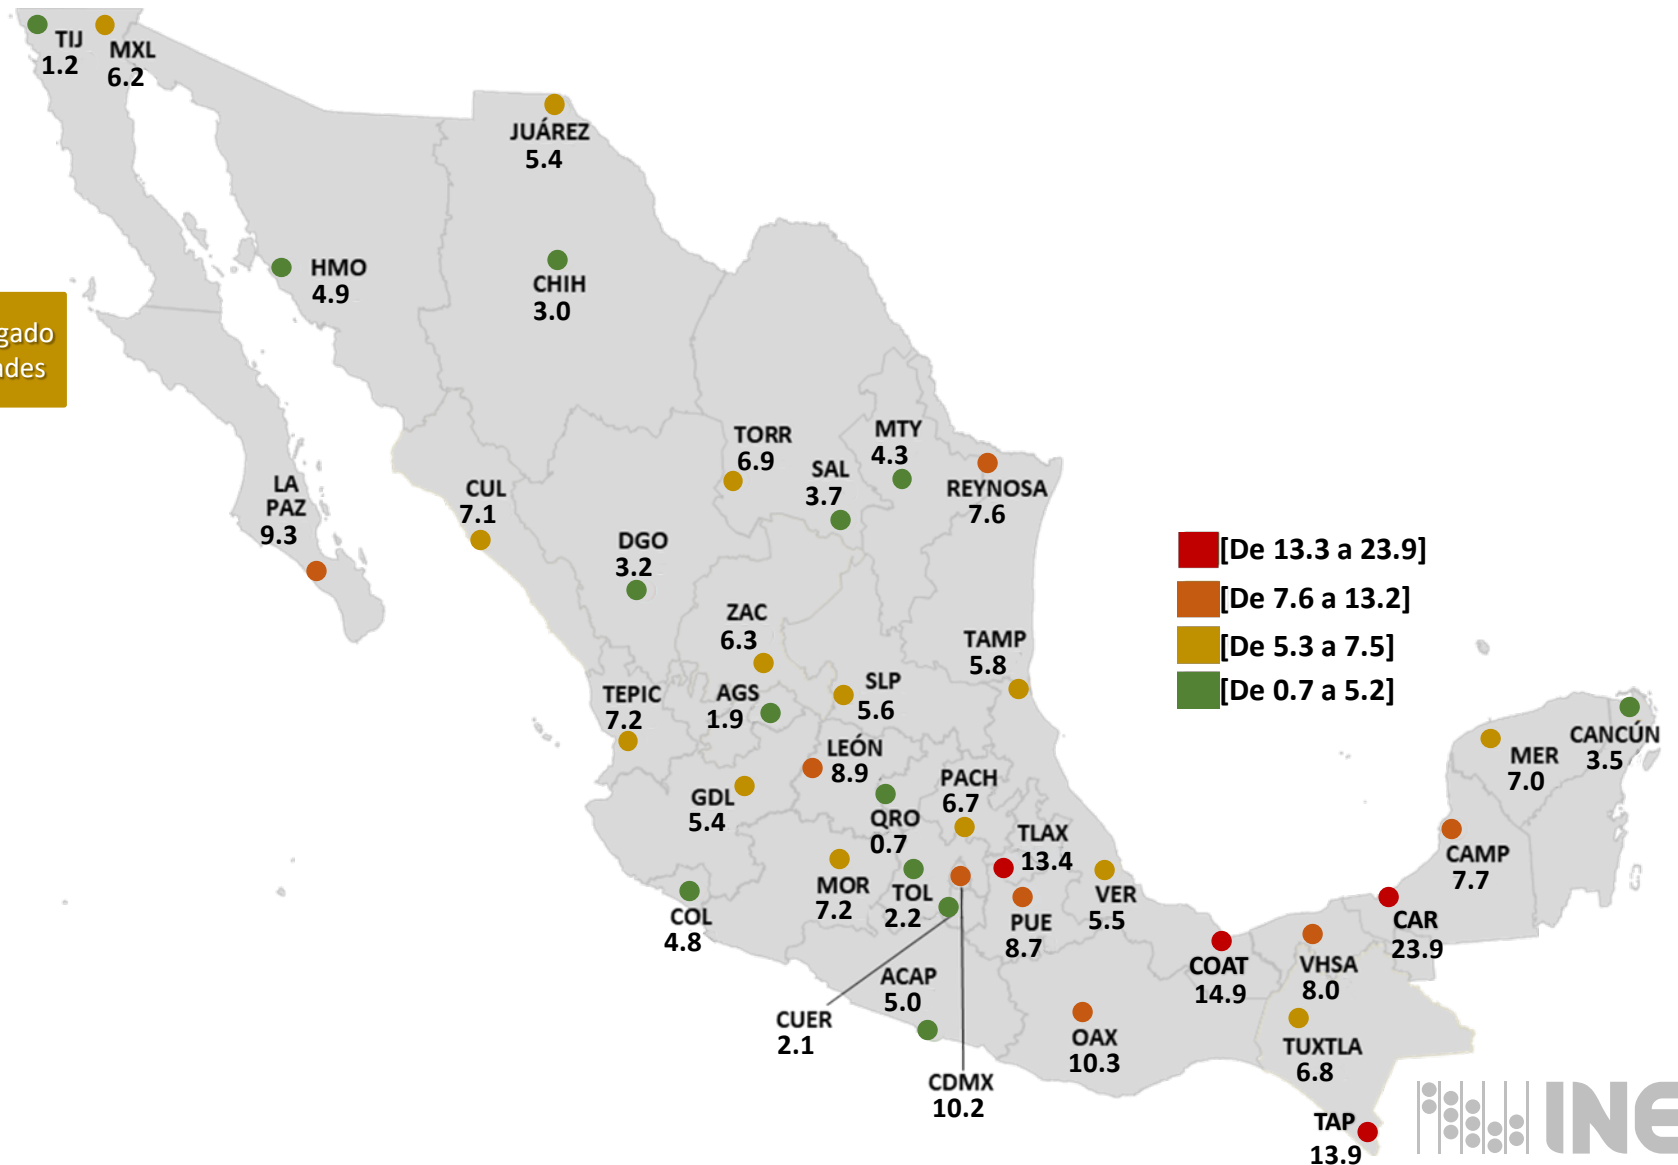 TIJ
1.2
MXL
6.2
JUÁREZ
5.4
HMO
4.9
CHIH
3.0
TORR
6.9
MTY
4.3
SAL
3.7
REYNOSA
7.6
LA
PAZ
9.3
CUL
7.1
DGO
3.2
ZAC
6.3
TAMP
5.8
TEPIC
7.2
AGS
1.9
SLP
5.6
LEÓN
8.9
GDL
5.4
PACH
6.7
QRO
0.7
TLAX
13.4
MOR
7.2
TOL
2.2
VER
5.5
PUE
8.7
COL
4.8
ACAP
5.0
CUER
2.1
CDMX
10.2
OAX
10.3
COAT
14.9
VHSA
8.0
TUXTLA
6.8
TAP
13.9
CAR
23.9
CAMP
7.7
MER
7.0
CANCÚN
3.5
[De 13.3 a 23.9]
[De 7.6 a 13.2]
[De 5.3 a 7.5]
[De 0.7 a 5.2]